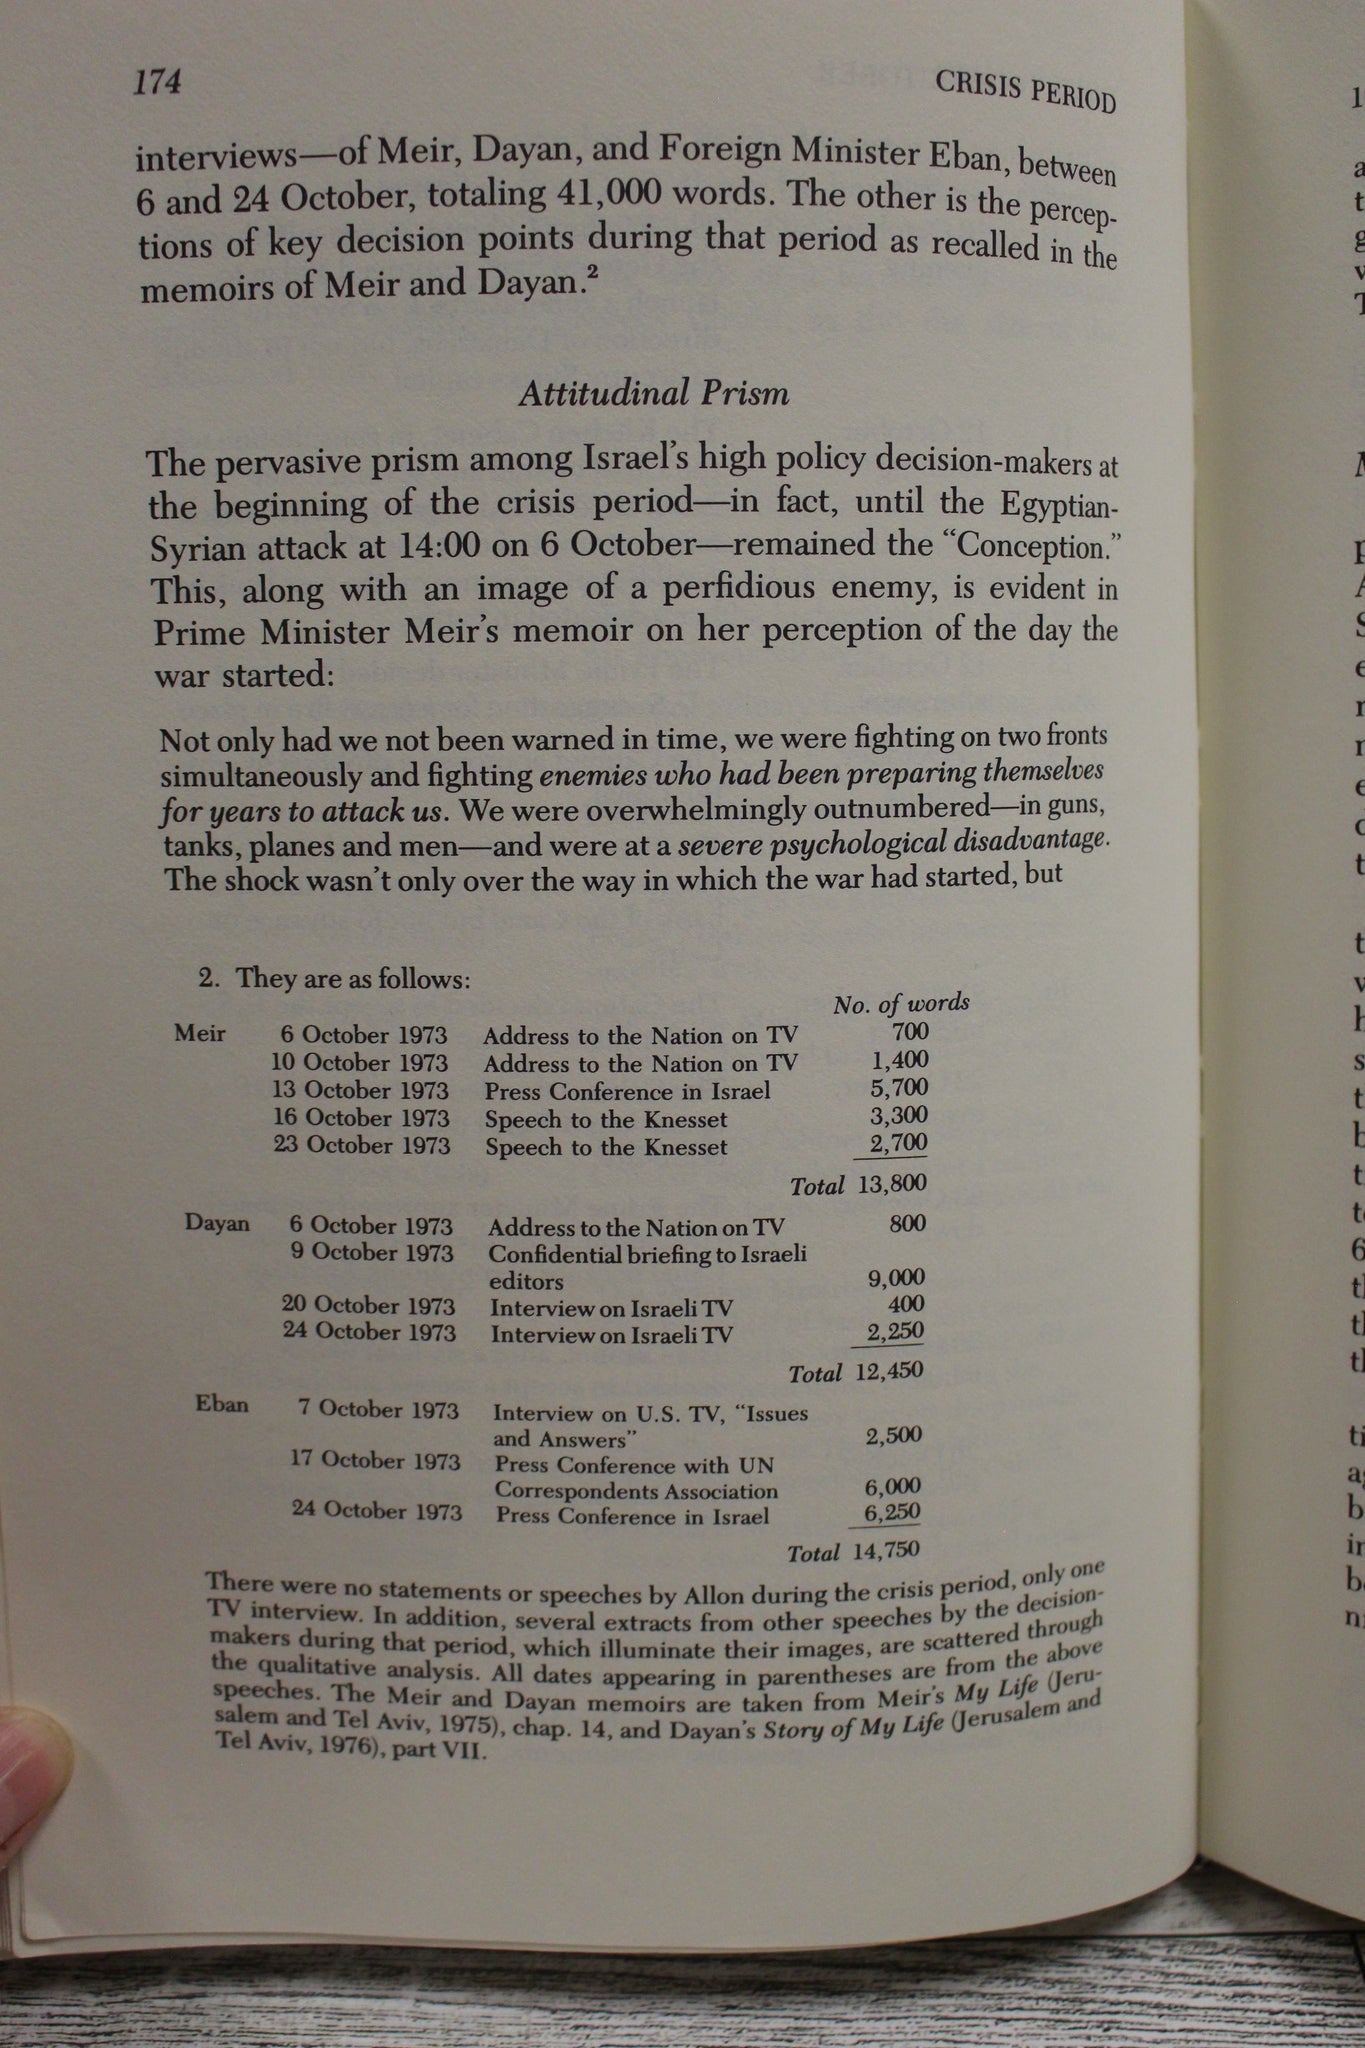 174 CRISIS PERIOD
interviews—of Meir, Dayan, and Foreign Minister Eban, between
6 and 24 October, totaling 41,000 words. The other is the percep-
tions of key decision points during that period as recalled in the
memoirs of Meir and Dayan.²
Attitudinal Prism
The pervasive prism among Israel's high policy decision-makers at
the beginning of the crisis period—in fact, until the Egyptian-
Syrian attack at 14:00 on 6 October—remained the "Conception."
This, along with an image of a perfidious enemy, is evident in
Prime Minister Meir's memoir on her perception of the day the
war started:
Not only had we not been warned in time, we were fighting on two fronts
simultaneously and fighting enemies who had been preparing themselves
for years to attack us. We were overwhelmingly outnumbered—in guns,
tanks, planes and men—and were at a severe psychological disadvantage.
The shock wasn't only over the way in which the war had started, but
2. They are as follows:
No. of words
Meir 6 October 1973 Address to the Nation on TV 700
10 October 1973 Address to the Nation on TV 1,400
13 October 1973 Press Conference in Israel 5,700
16 October 1973 Speech to the Knesset 3,300
23 October 1973 Speech to the Knesset 2,700
Total 13,800
Dayan 6 October 1973 Address to the Nation on TV 800
9 October 1973 Confidential briefing to Israeli
editors 9,000
20 October 1973 Interview on Israeli TV 400
24 October 1973 Interview on Israeli TV 2,250
Total 12,450
Eban 7 October 1973 Interview on U.S. TV, "Issues
and Answers" 2,500
17 October 1973 Press Conference with UN
Correspondents Association 6,000
24 October 1973 Press Conference in Israel 6,250
Total 14,750
There were no statements or speeches by Allon during the crisis period, only one
TV interview. In addition, several extracts from other speeches by the decision-
makers during that period, which illuminate their images, are scattered through
the qualitative analysis. All dates appearing in parentheses are from the above
speeches. The Meir and Dayan memoirs are taken from Meir's My Life (Jeru-
salem and Tel Aviv, 1975), chap. 14, and Dayan's Story of My Life (Jerusalem and
Tel Aviv, 1976), part VII.